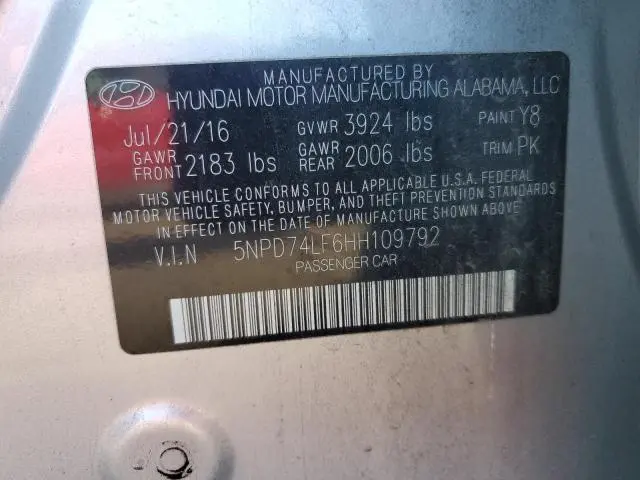 MANUFACTURED BY
HYUNDAI MOTOR MANUFACTURING ALABAMA, LLC
Jul/21/16 GVWR 3924 lbs PAINT Y8
GAWR FRONT 2183 lbs GAWR REAR 2006 lbs TRIM PK
THIS VEHICLE CONFORMS TO ALL APPLICABLE U.S.A. FEDERAL
MOTOR VEHICLE SAFETY, BUMPER, AND THEFT PREVENTION STANDARDS
IN EFFECT ON THE DATE OF MANUFACTURE SHOWN ABOVE.
V.I.N 5NPD74LF6HH109792
PASSENGER CAR